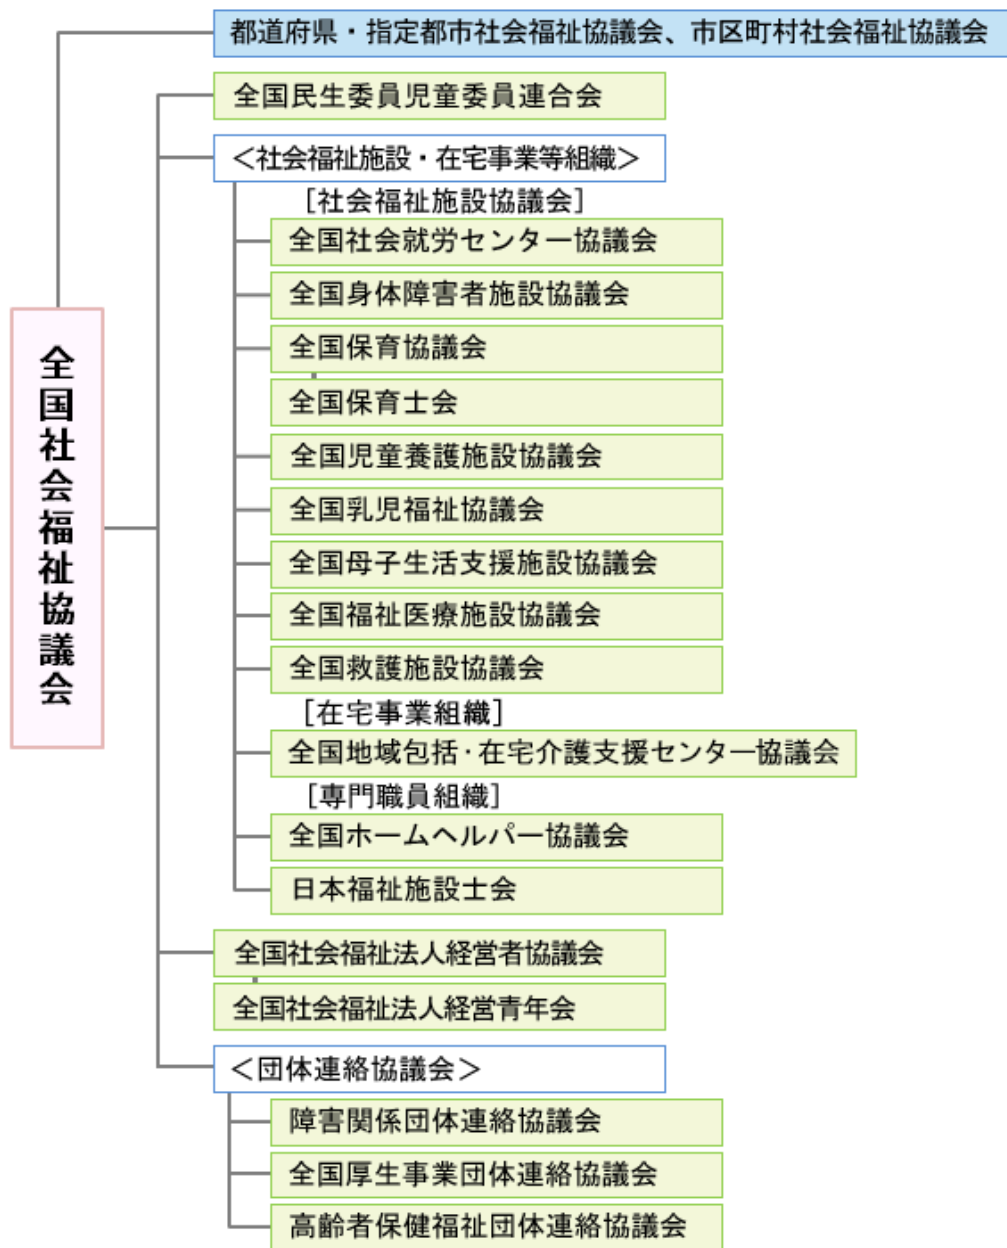 都道府県・指定都市社会福祉協議会、市区町村社会福祉協議会
全国民生委員児童委員連合会
＜社会福祉施設・在宅事業等組織＞
［社会福祉施設協議会］
全国社会就労センター協議会
全国身体障害者施設協議会
全国保育協議会
全国保育士会
全国児童養護施設協議会
全国乳児福祉協議会
全国母子生活支援施設協議会
全国福祉医療施設協議会
全国救護施設協議会
［在宅事業組織］
全国地域包括・在宅介護支援センター協議会
［専門職員組織］
全国ホームヘルパー協議会
日本福祉施設士会
全国社会福祉法人経営者協議会
全国社会福祉法人経営青年会
＜団体連絡協議会＞
障害関係団体連絡協議会
全国厚生事業団体連絡協議会
高齢者保健福祉団体連絡協議会
全国社会福祉協議会